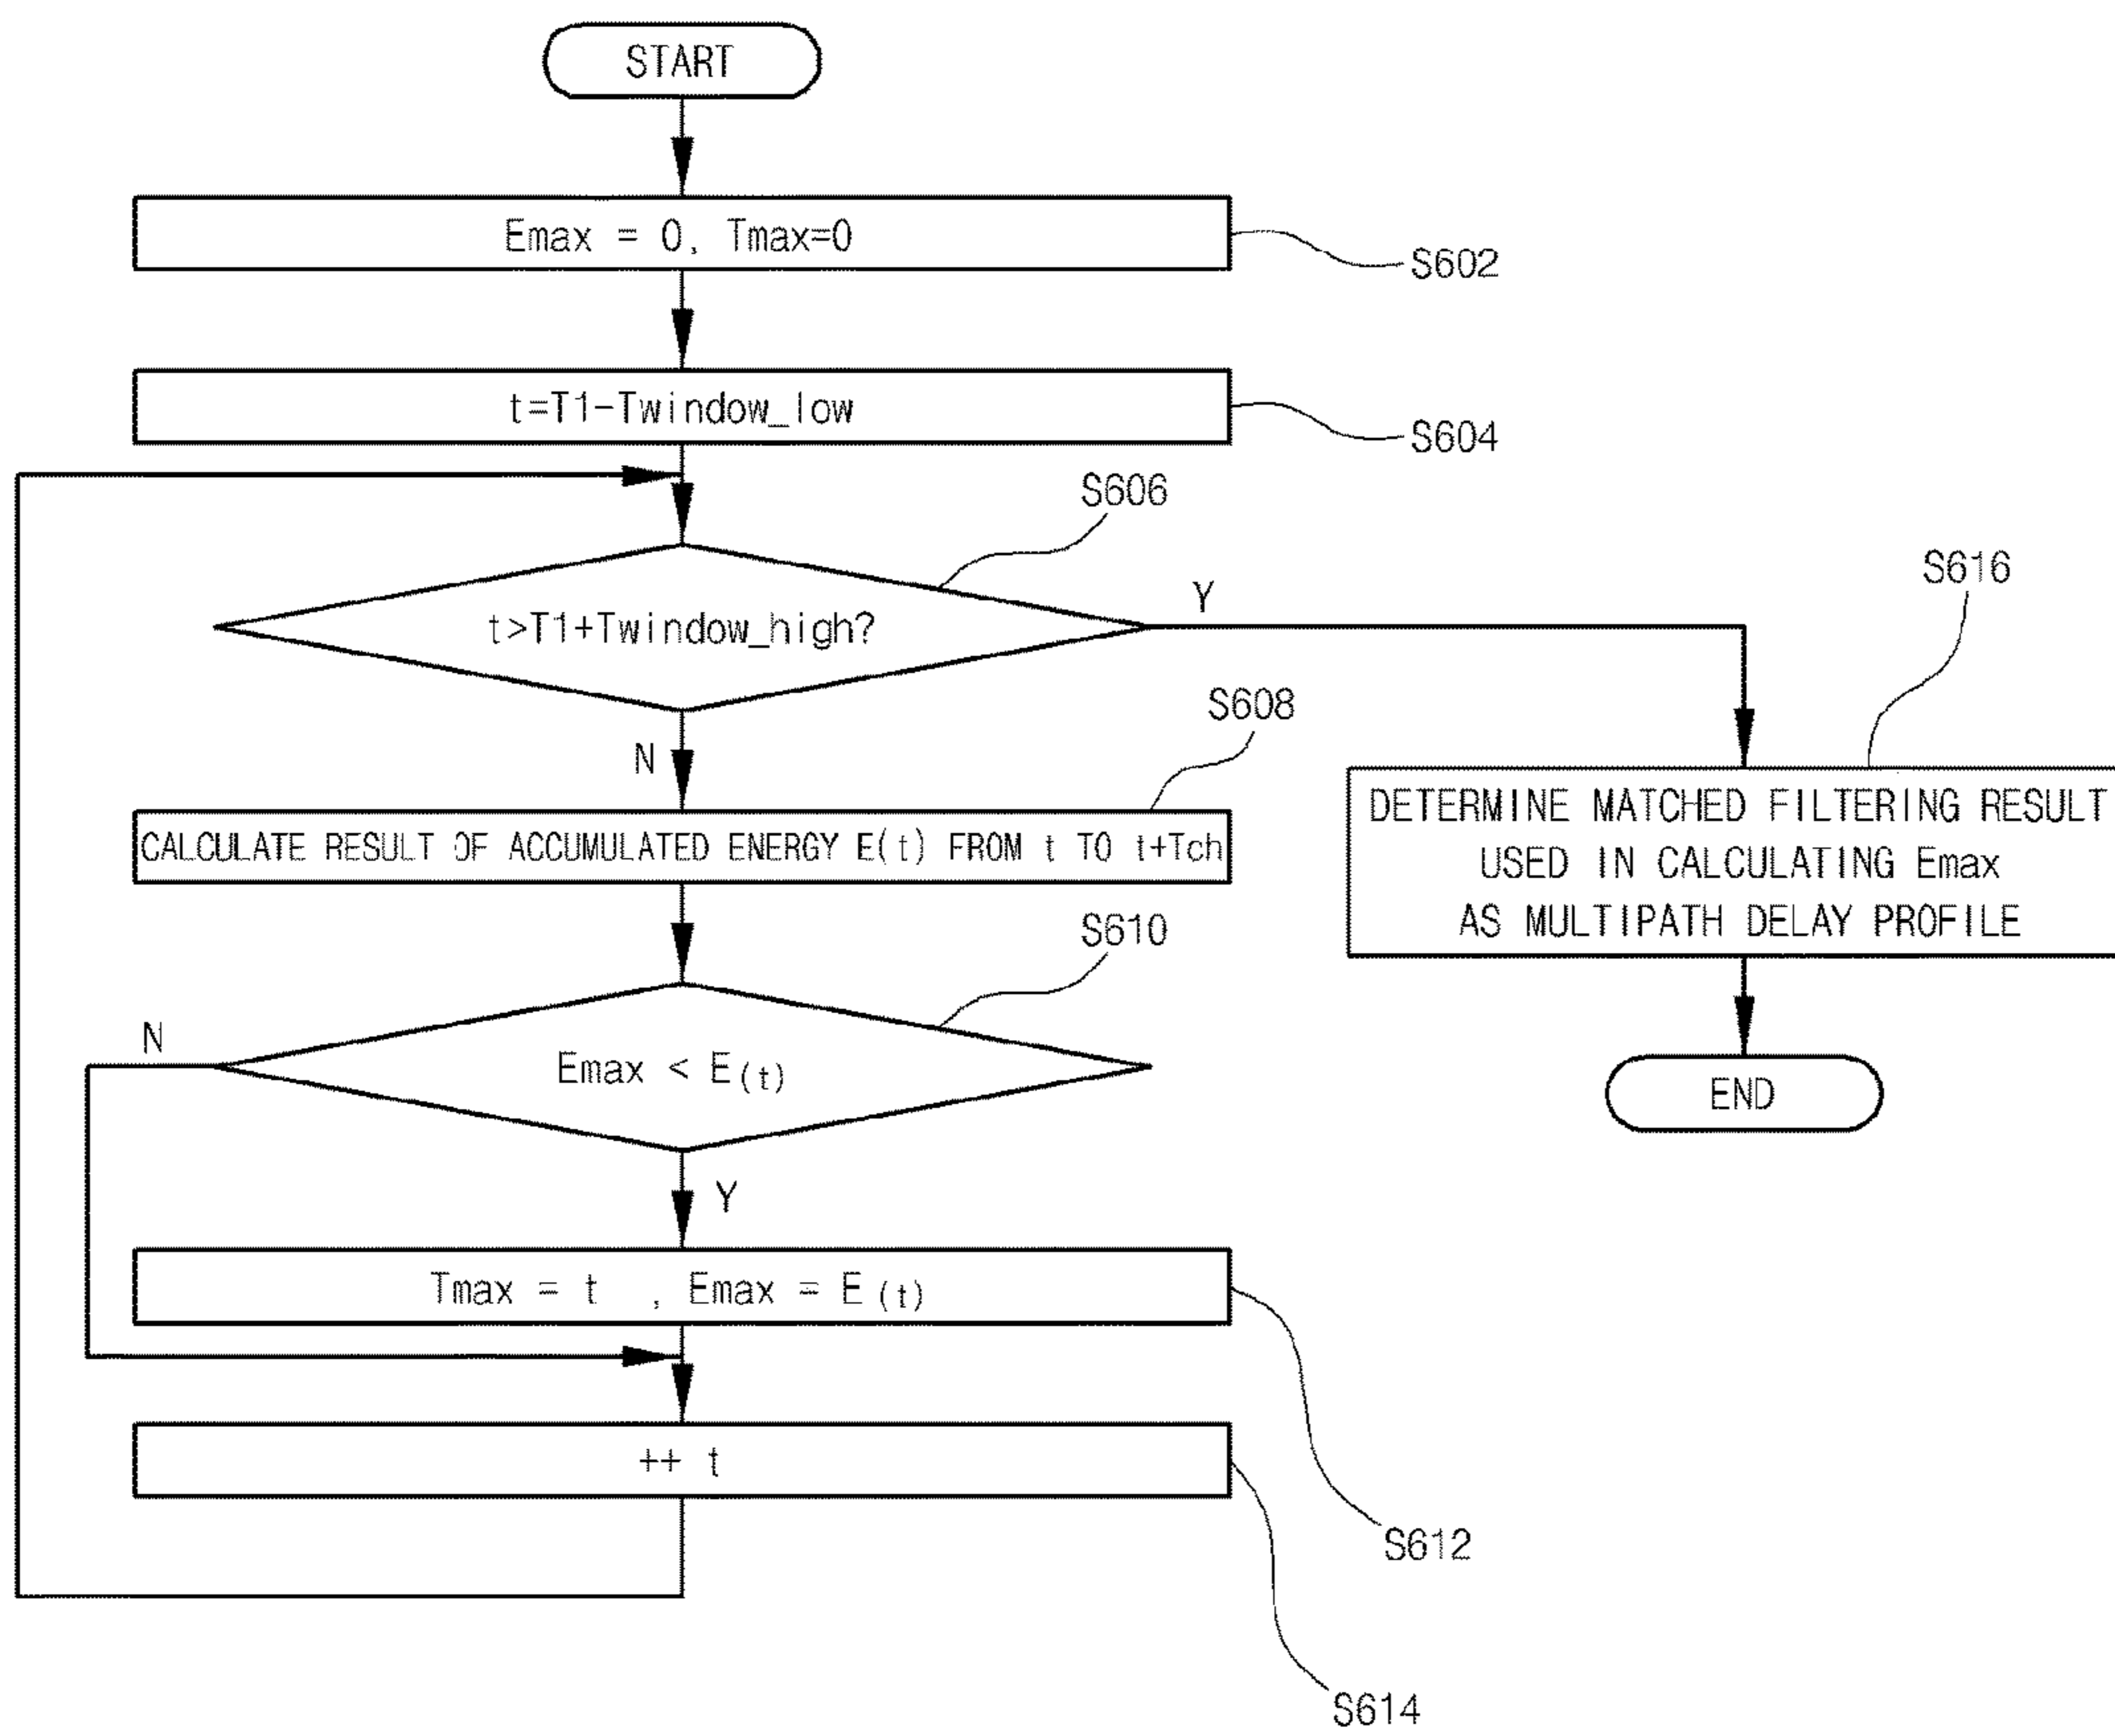 START
Emax = 0, Tmax=0
S602
t=T1-Twindow_low
S604
S606
t>T1+Twindow_high?
Y
N
S608
CALCULATE RESULT OF ACCUMULATED ENERGY E(t) FROM t TO t+Tch
S610
Emax < E(t)
N
Y
Tmax = t , Emax = E(t)
S612
++ t
S614
S616
DETERMINE MATCHED FILTERING RESULT
USED IN CALCULATING Emax
AS MULTIPATH DELAY PROFILE
END